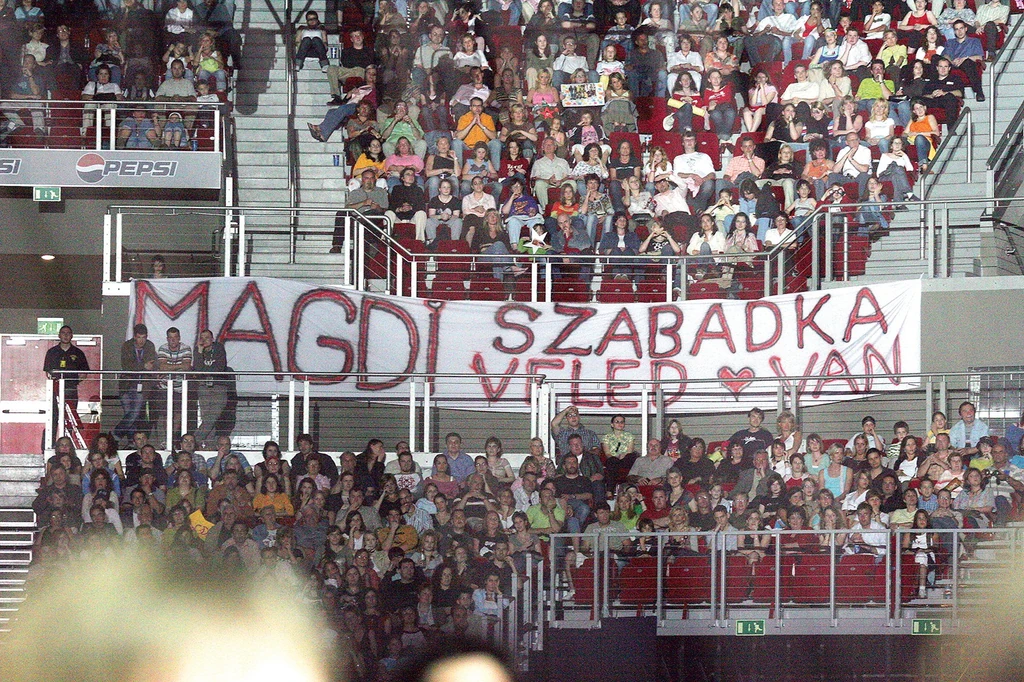 SI
PEPSI
MAGDI SZABADKA
VELED VAN